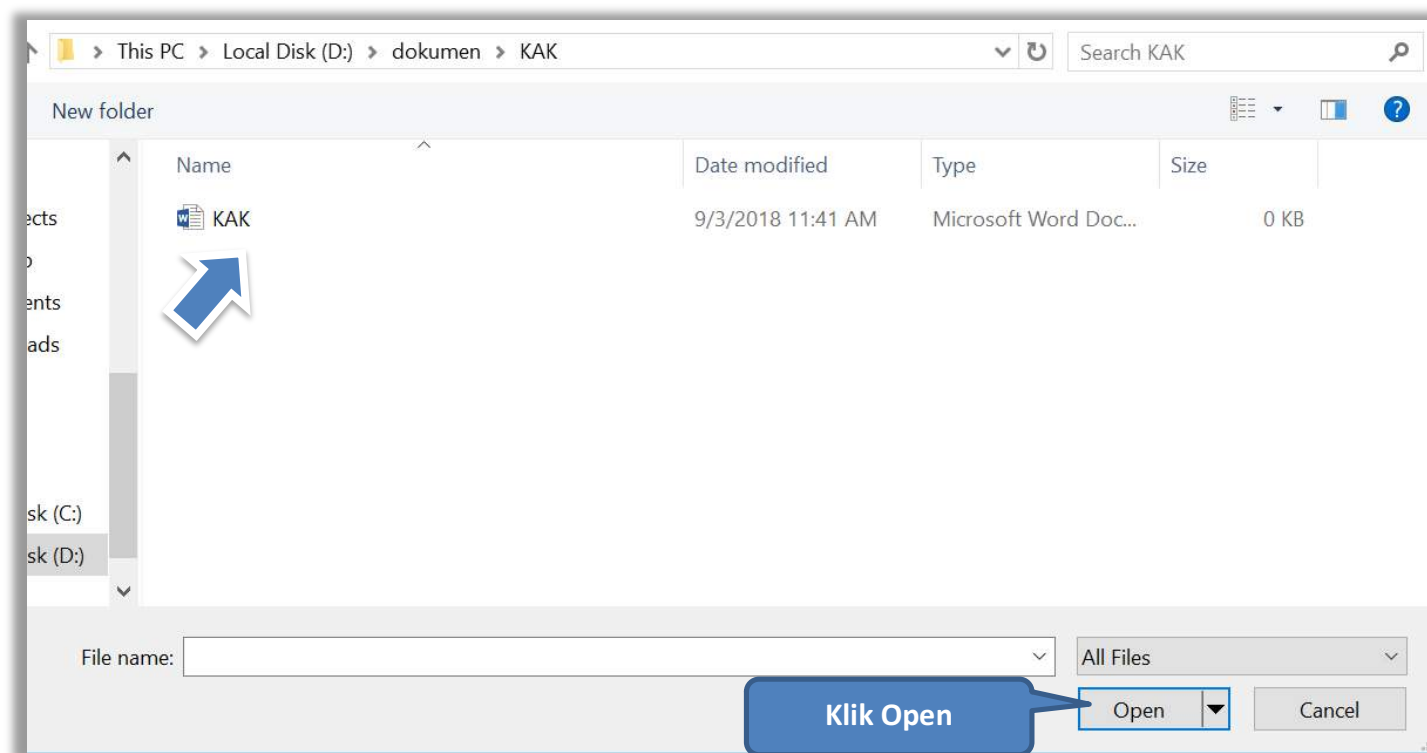 This PC > Local Disk (D:) > dokumen > KAK
Search KAK
New folder
?
Name Date modified Type Size
ects
KAK 9/3/2018 11:41 AM Microsoft Word Doc... 0 KB
ents
ads
sk (C:)
sk (D:)
File name:
All Files
Klik Open
Open
Cancel